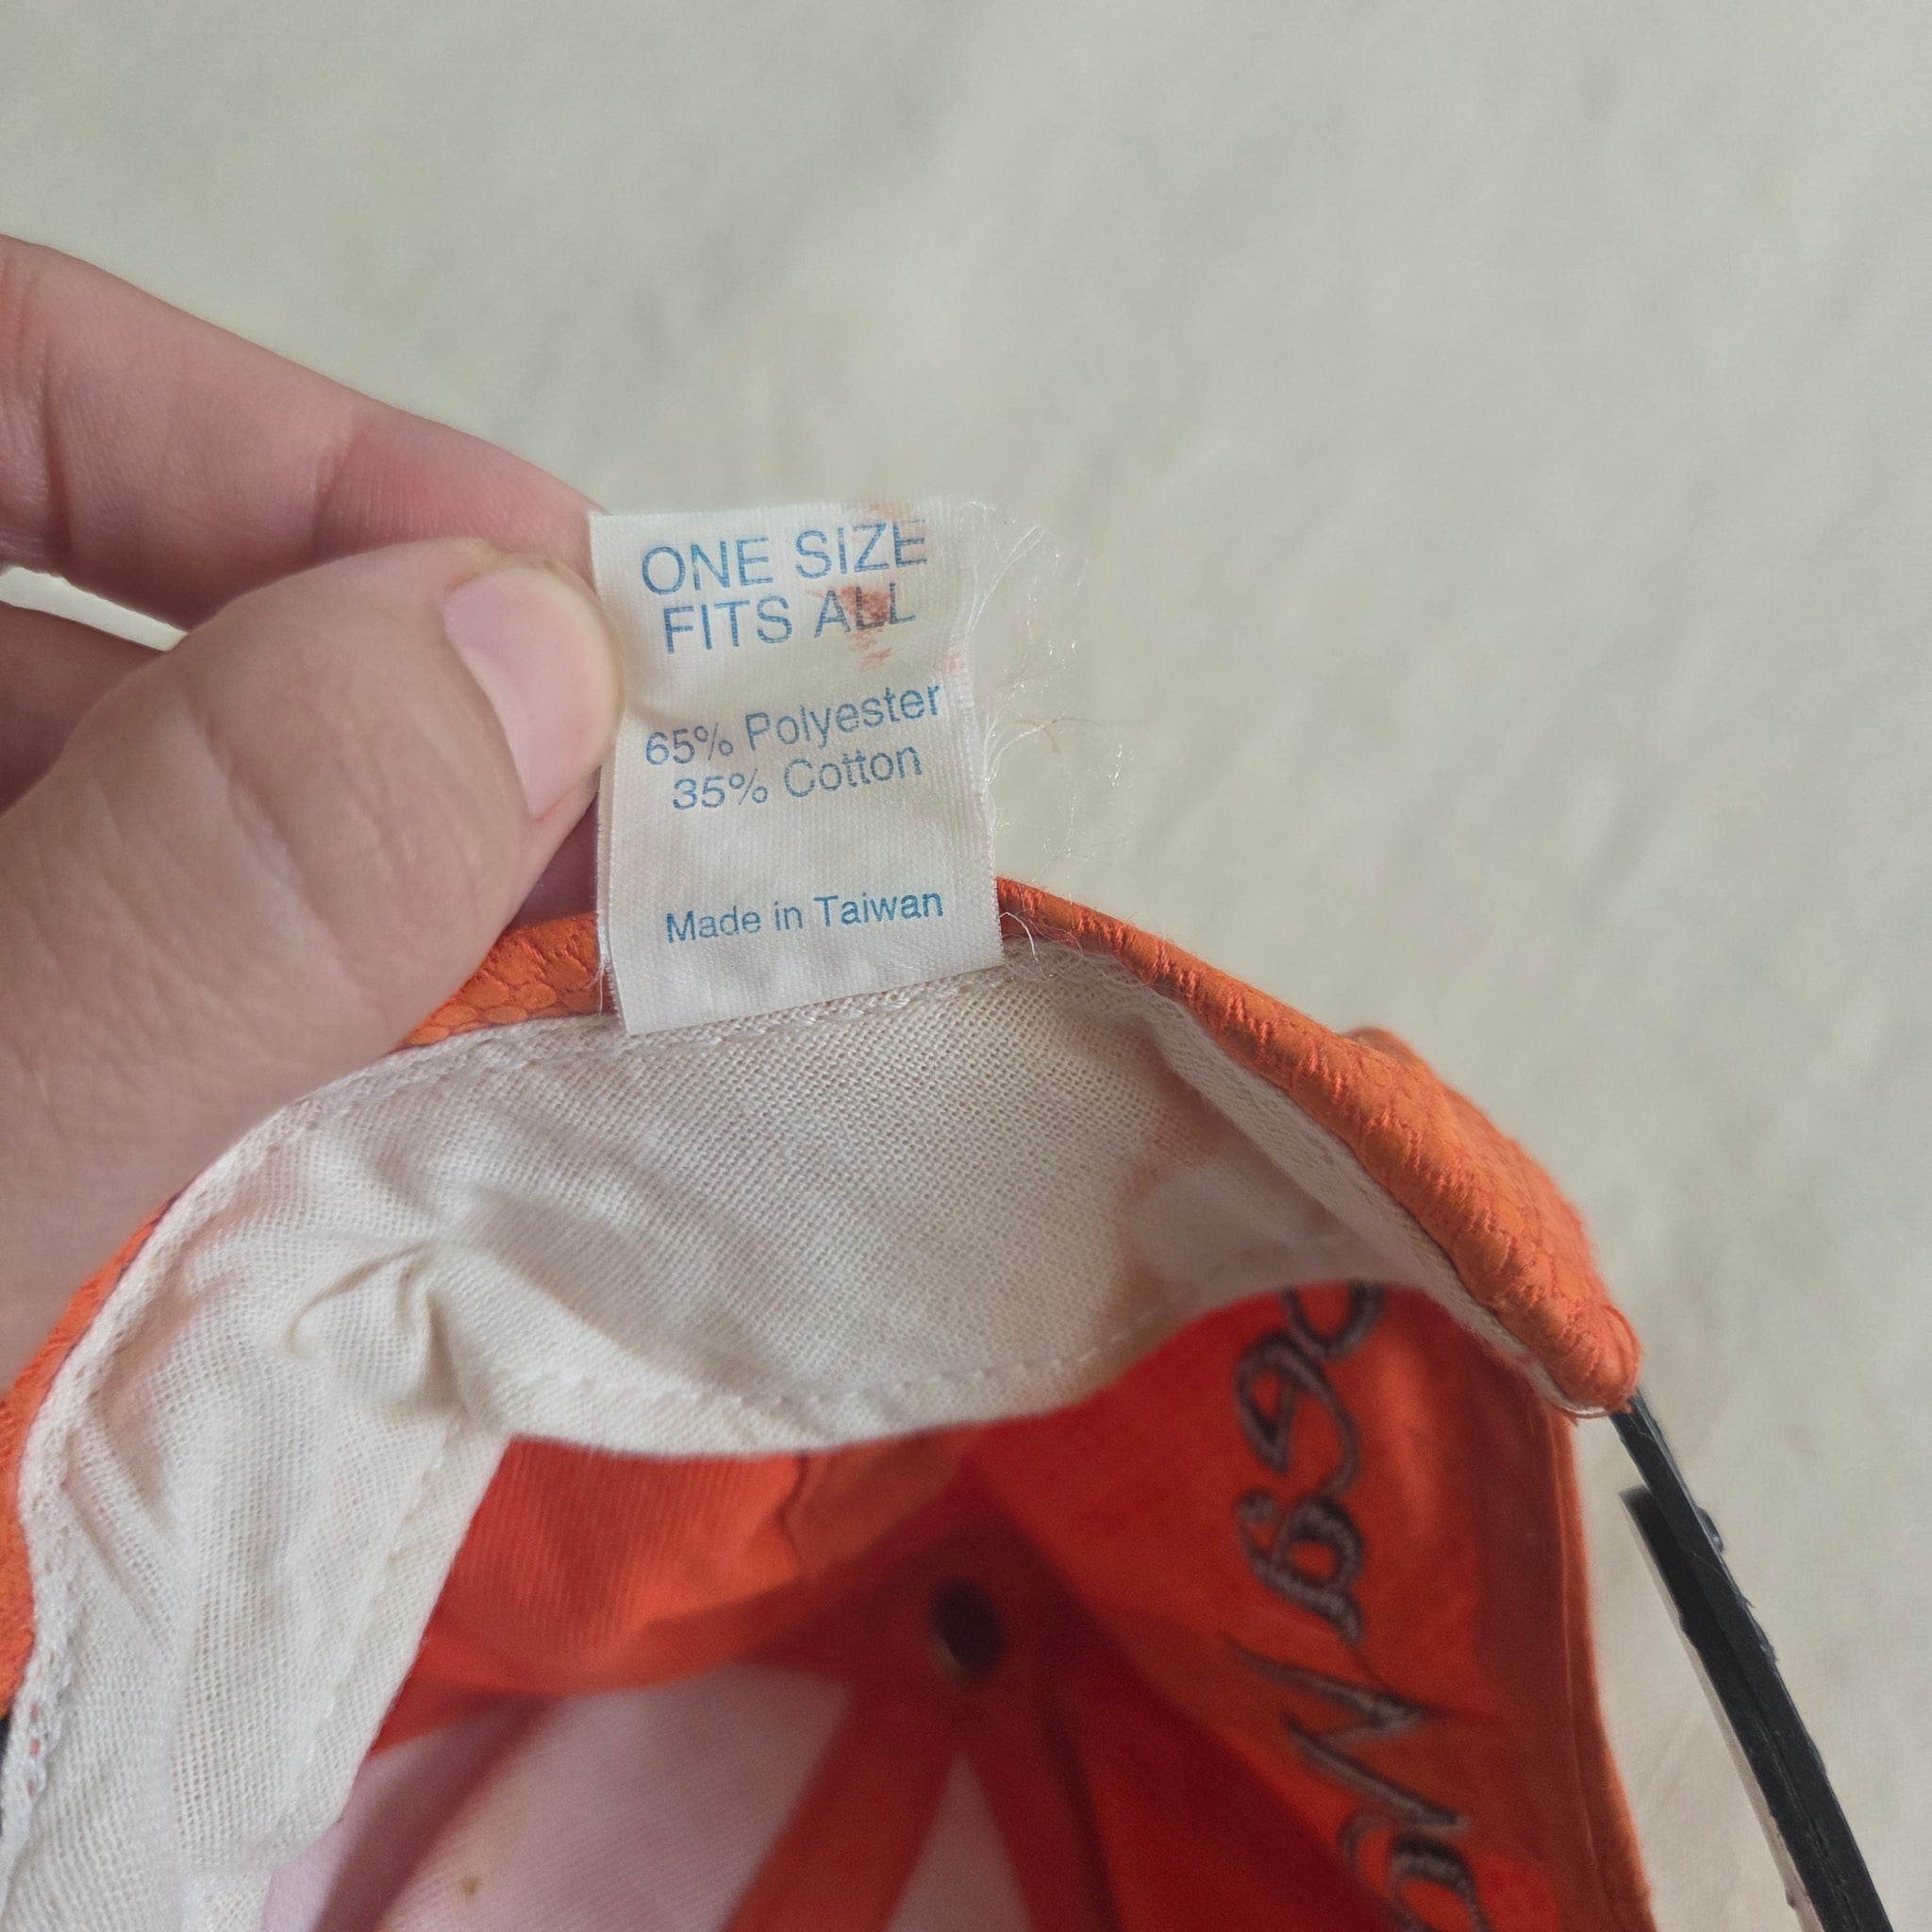 ONE SIZE
FITS ALL
65% Polyester
35% Cotton
Made in Taiwan